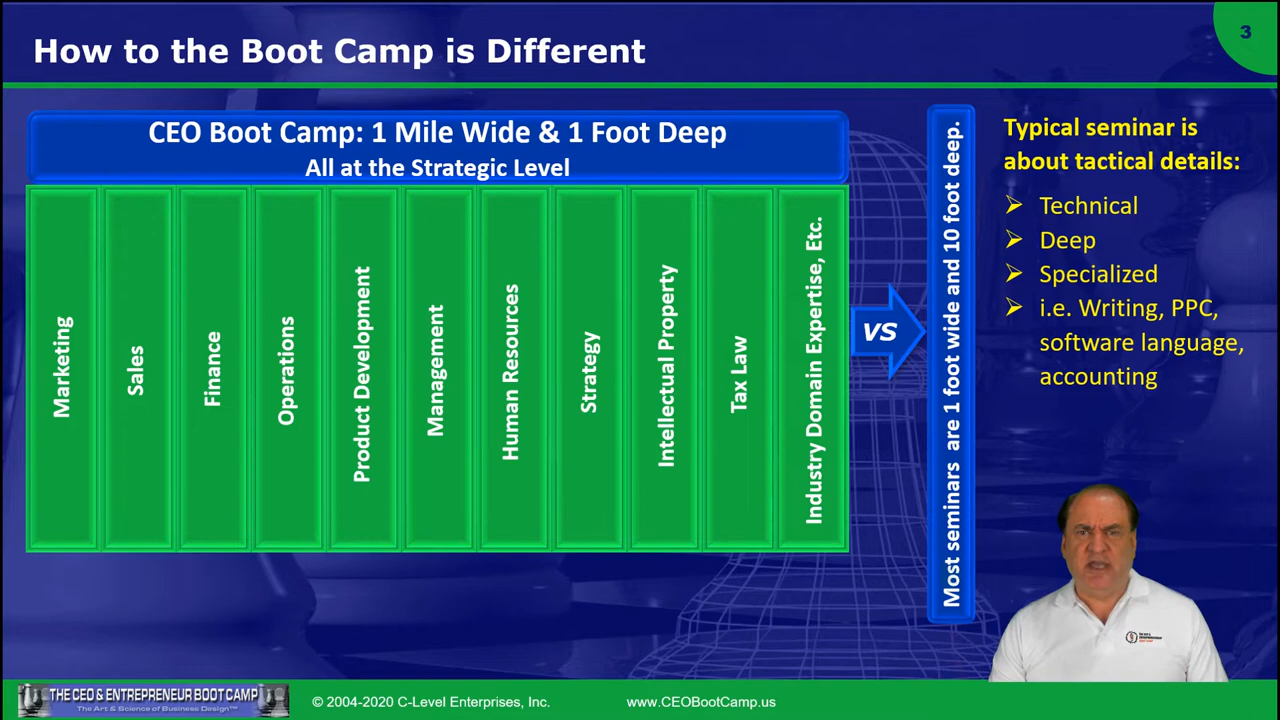 How to the Boot Camp is Different
3
CEO Boot Camp: 1 Mile Wide & 1 Foot Deep
All at the Strategic Level
Marketing
Sales
Finance
Operations
Product Development
Management
Human Resources
Strategy
Intellectual Property
Tax Law
Industry Domain Expertise, Etc.
VS
Most seminars are 1 foot wide and 10 foot deep.
Typical seminar is
about tactical details:
Technical
Deep
Specialized
i.e. Writing, PPC,
software language,
accounting
THE CEO & ENTREPRENEUR BOOT CAMP
The Art & Science of Business Design™
© 2004-2020 C-Level Enterprises, Inc.
www.CEOBootCamp.us